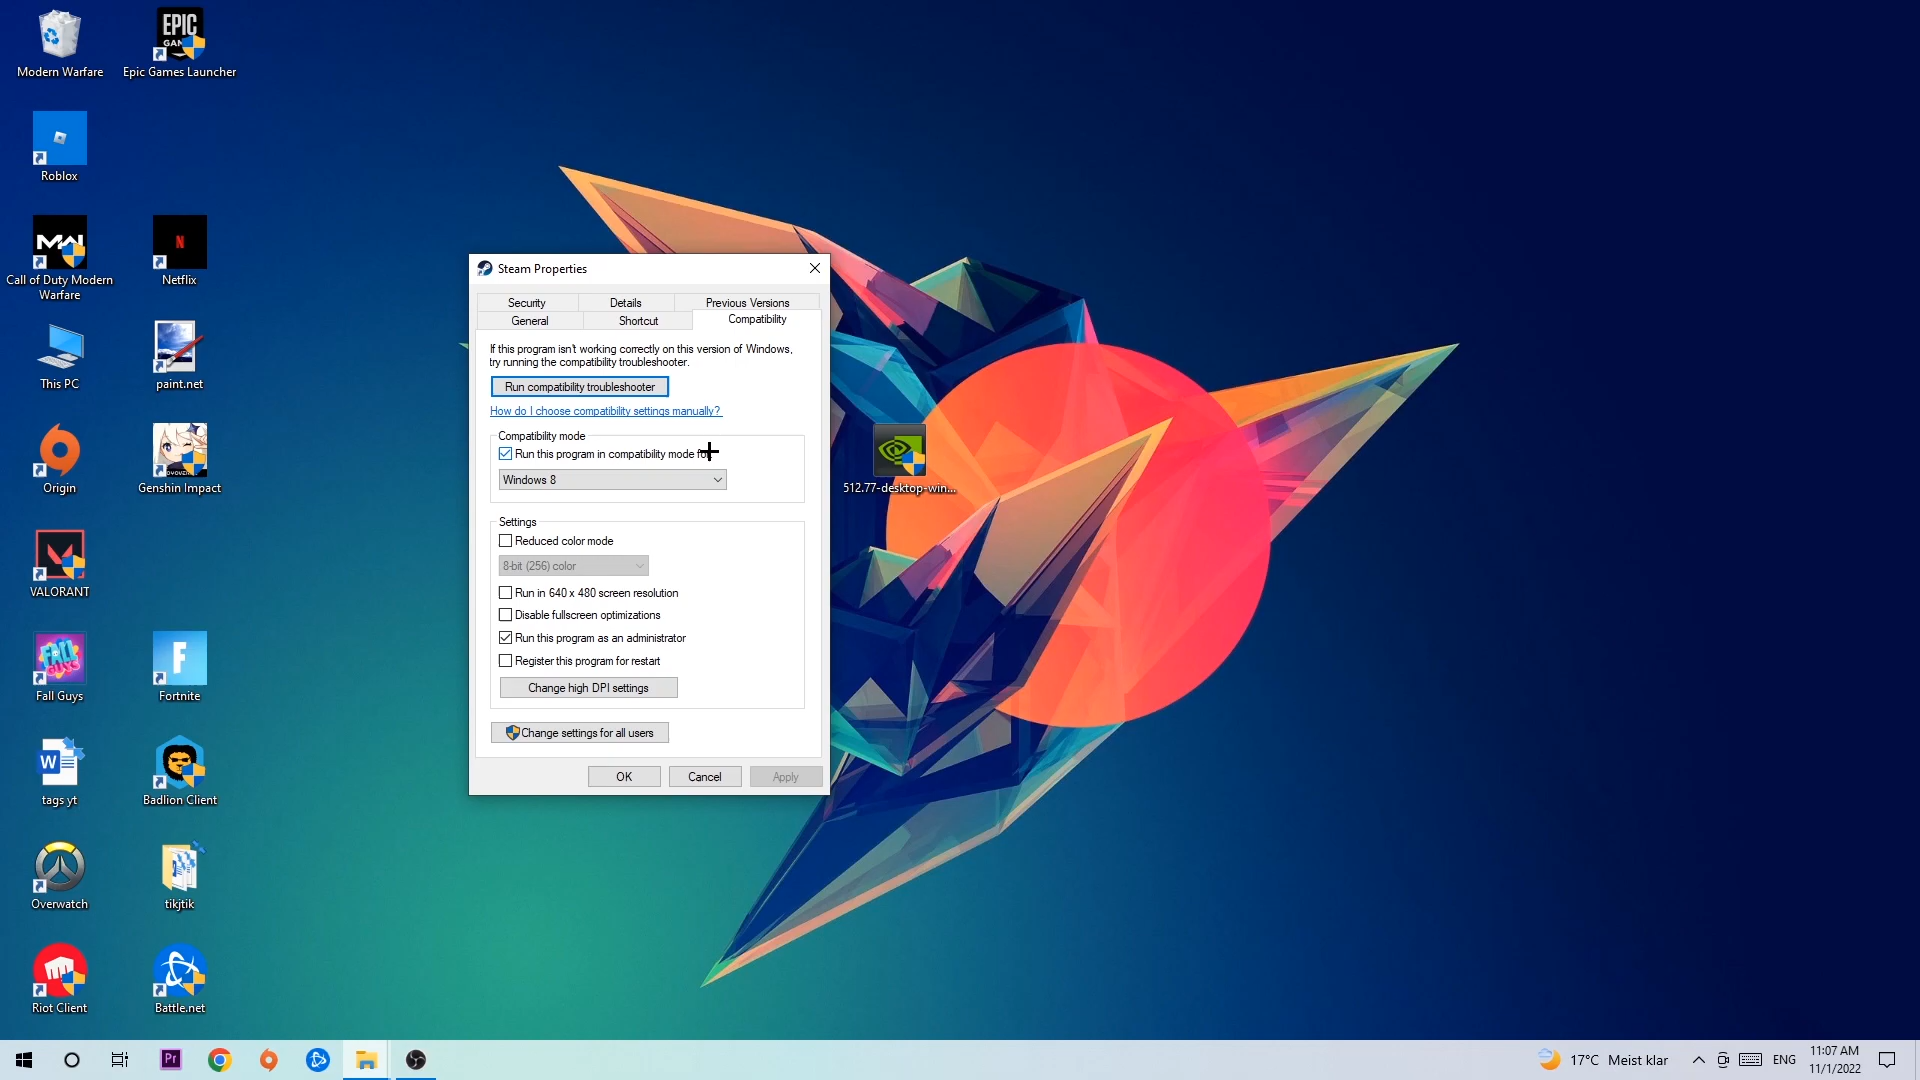 Modern Warfare
EPIC
GAMES
Epic Games Launcher
Roblox
MW
Call of Duty Modern
Warfare
N
Netflix
This PC
paint.net
Origin
Genshin Impact
VALORANT
FALL
GUYS
Fall Guys
F
Fortnite
W
tags yt
Badlion Client
Overwatch
tikjtik
Riot Client
Battle.net
Steam Properties
Security
Details
Previous Versions
General
Shortcut
Compatibility
If this program isn't working correctly on this version of Windows,
try running the compatibility troubleshooter.
Run compatibility troubleshooter
How do I choose compatibility settings manually?
Compatibility mode
Run this program in compatibility mode for
Windows 8
Settings
Reduced color mode
8-bit (256) color
Run in 640 x 480 screen resolution
Disable fullscreen optimizations
Run this program as an administrator
Register this program for restart
Change high DPI settings
Change settings for all users
OK
Cancel
Apply
512.77-desktop-win...
Pr
17°C Meist klar
ENG
11:07 AM
11/1/2022